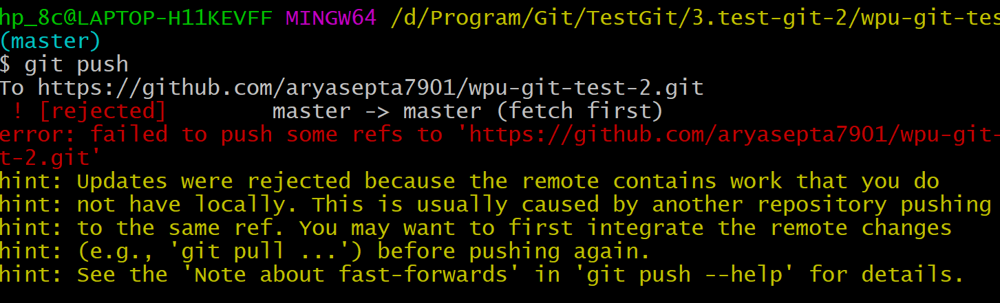 hp_8c@LAPTOP-H11KEVFF MINGW64 /d/Program/Git/TestGit/3.test-git-2/wpu-git-tes
(master)
$ git push
To https://github.com/aryasepta7901/wpu-git-test-2.git
 ! [rejected]        master -> master (fetch first)
error: failed to push some refs to 'https://github.com/aryasepta7901/wpu-git-
t-2.git'
hint: Updates were rejected because the remote contains work that you do
hint: not have locally. This is usually caused by another repository pushing
hint: to the same ref. You may want to first integrate the remote changes
hint: (e.g., 'git pull ...') before pushing again.
hint: See the 'Note about fast-forwards' in 'git push --help' for details.